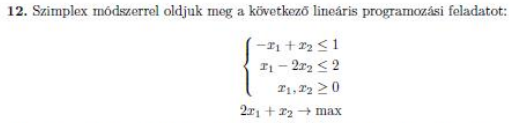 12. Szimplex módszerrel oldjuk meg a következő lineáris programozási feladatot:
−x₁ + x₂ ≤ 1
x₁ − 2x₂ ≤ 2
x₁, x₂ ≥ 0
2x₁ + x₂ → max